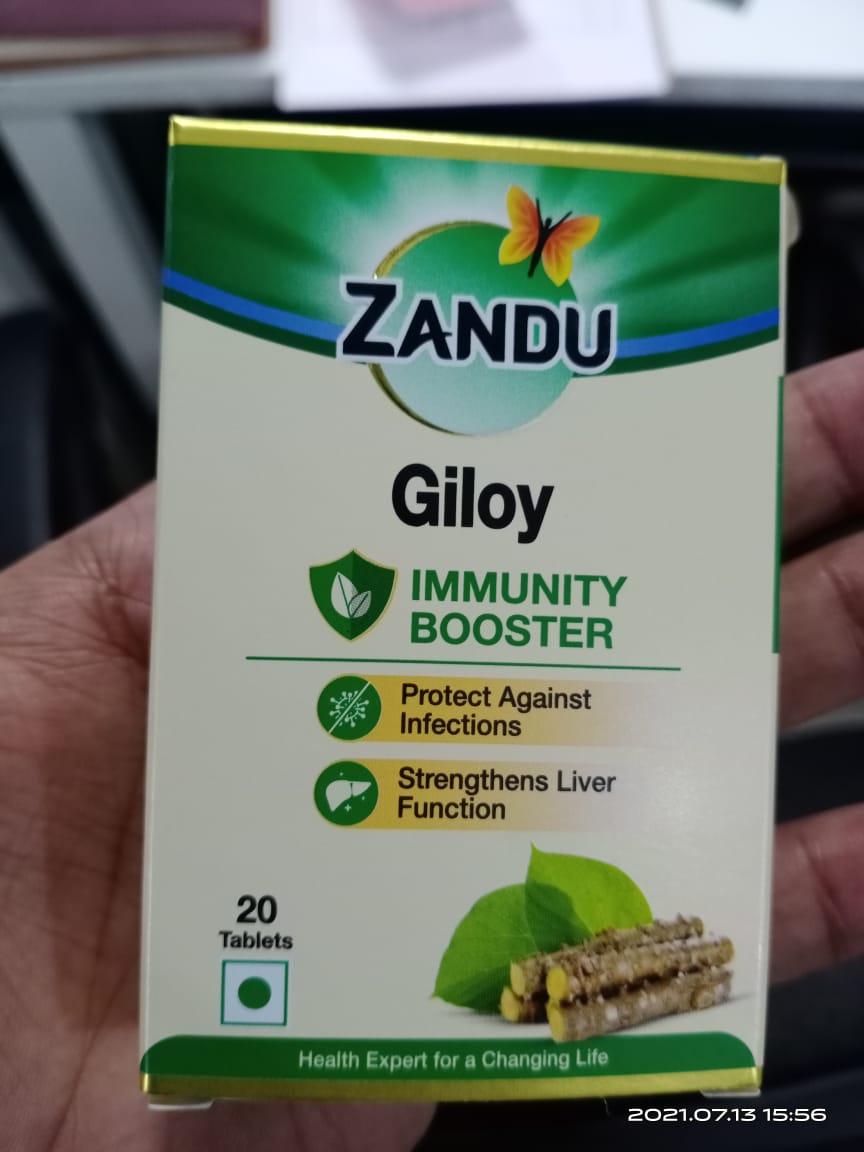 ZANDU
Giloy
IMMUNITY
BOOSTER
Protect Against
Infections
Strengthens Liver
Function
20
Tablets
Health Expert for a Changing Life
2021.07.13 15:56